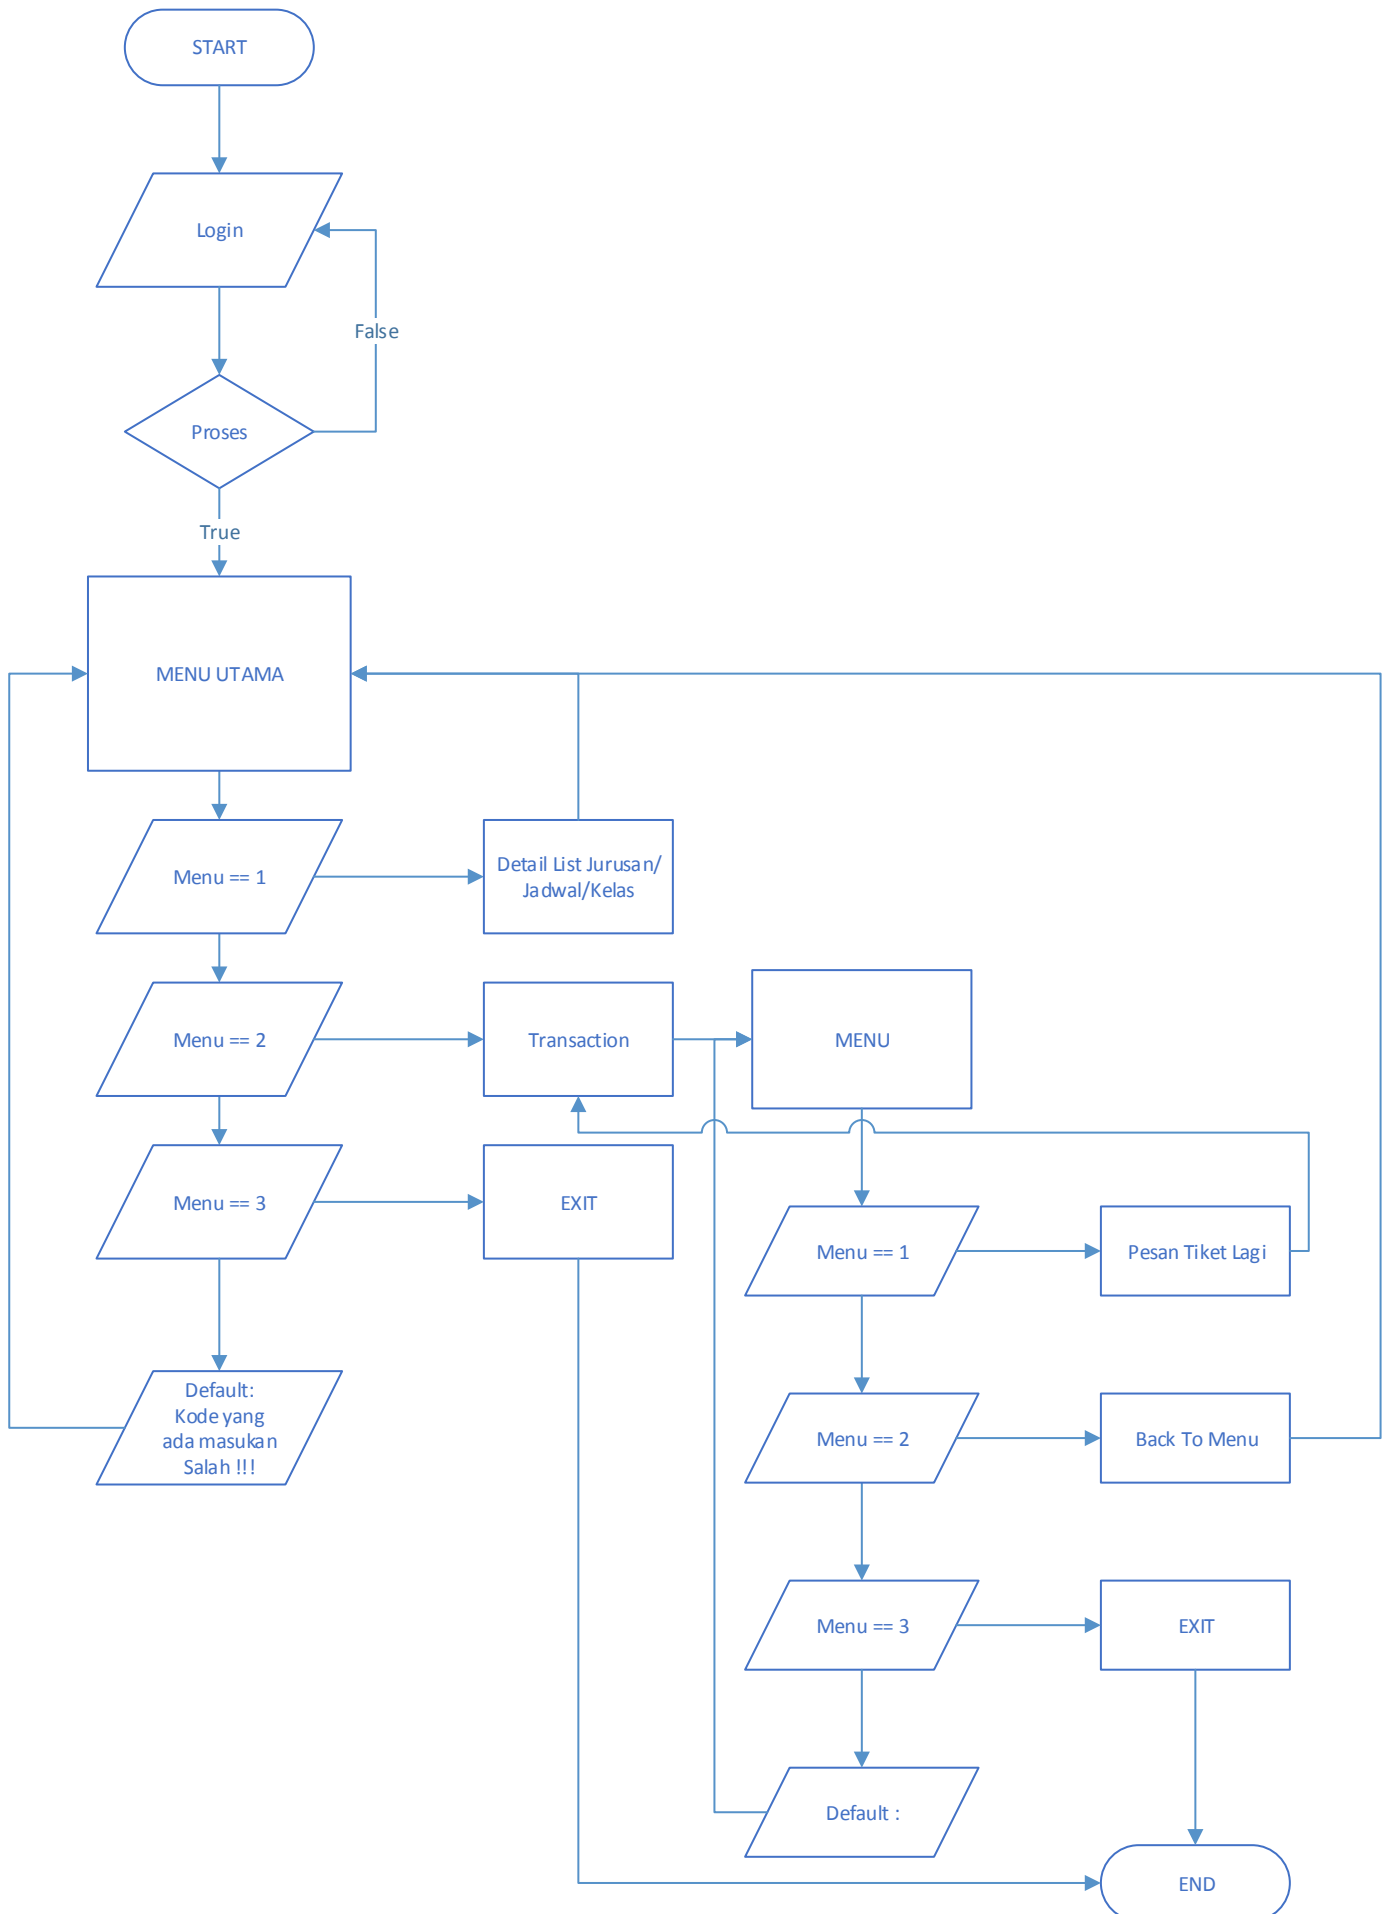 START
Login
False
Proses
True
MENU UTAMA
Menu == 1
Detail List Jurusan/
Jadwal/Kelas
Menu == 2
Transaction
MENU
Menu == 3
EXIT
Menu == 1
Pesan Tiket Lagi
Default:
Kode yang
ada masukan
Salah !!!
Menu == 2
Back To Menu
Menu == 3
EXIT
Default :
END